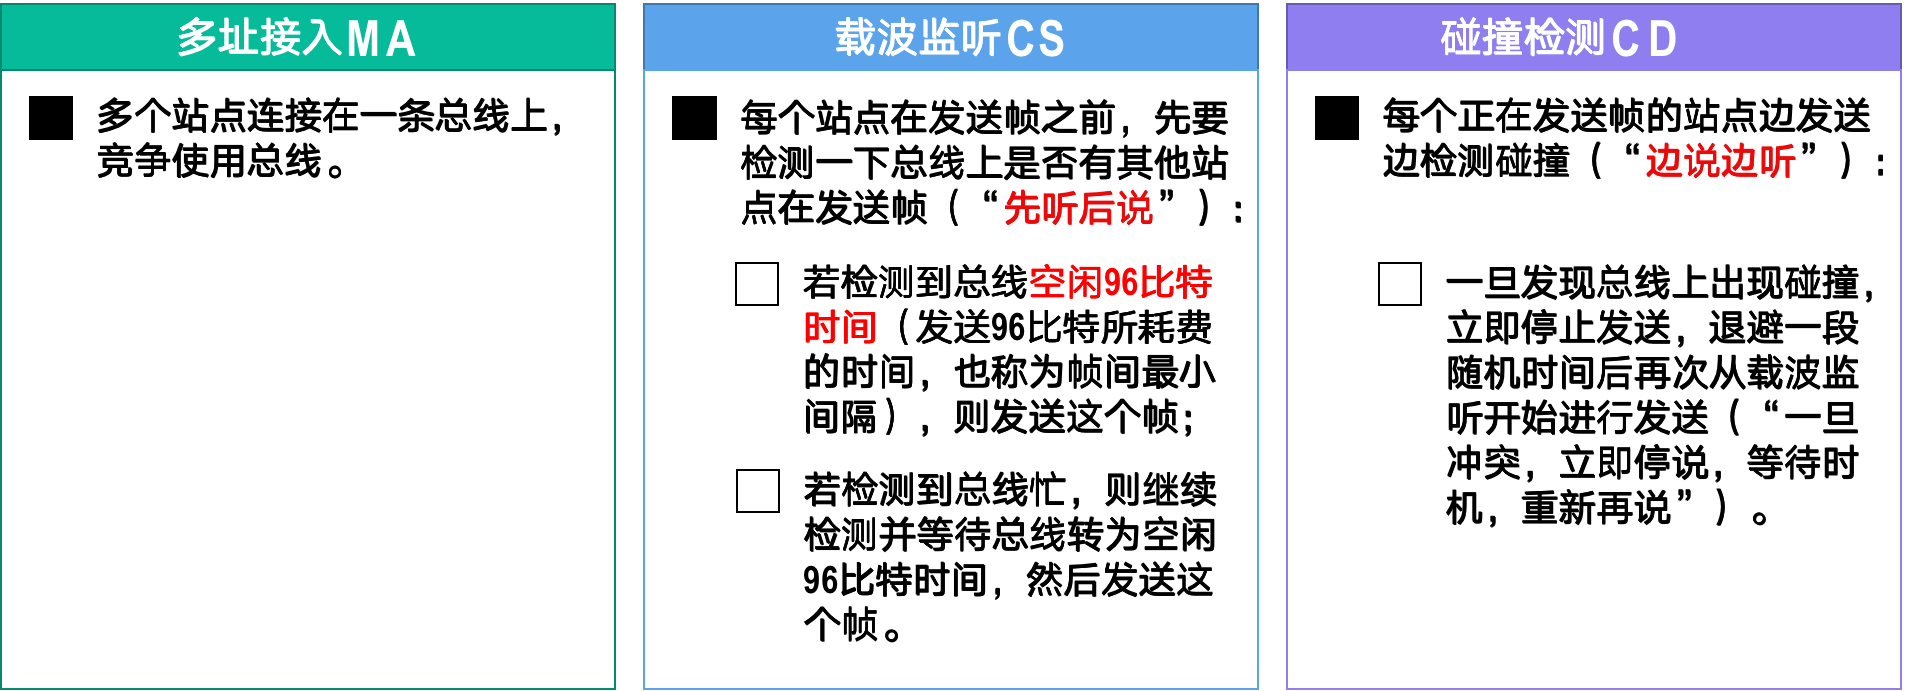 多址接入MA
多个站点连接在一条总线上，
竞争使用总线。
载波监听CS
每个站点在发送帧之前，先要
检测一下总线上是否有其他站
点在发送帧（“先听后说”）：
若检测到总线空闲96比特
时间（发送96比特所耗费
的时间，也称为帧间最小
间隔），则发送这个帧；
若检测到总线忙，则继续
检测并等待总线转为空闲
96比特时间，然后发送这
个帧。
碰撞检测CD
每个正在发送帧的站点边发送
边检测碰撞（“边说边听”）：
一旦发现总线上出现碰撞，
立即停止发送，退避一段
随机时间后再次从载波监
听开始进行发送（“一旦
冲突，立即停说，等待时
机，重新再说”）。